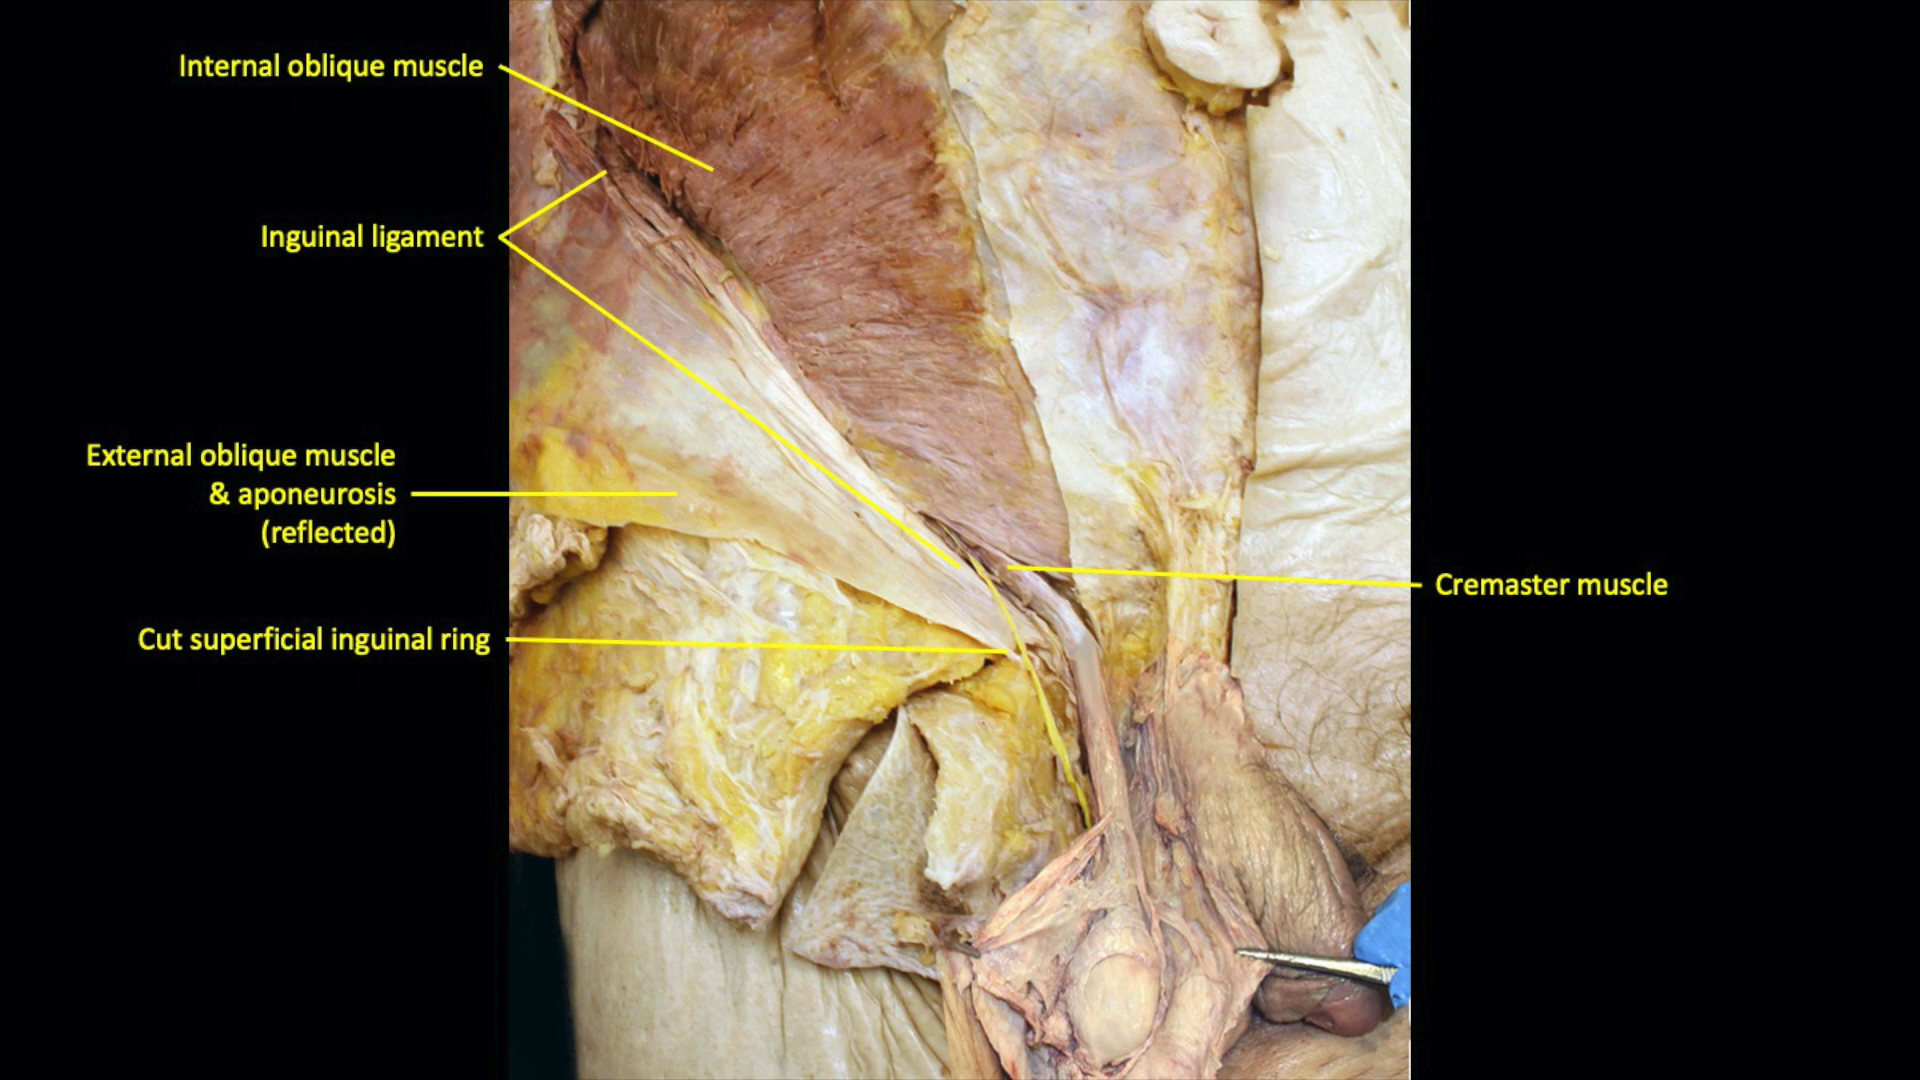 Internal oblique muscle
Inguinal ligament
External oblique muscle
& aponeurosis
(reflected)
Cut superficial inguinal ring
Cremaster muscle